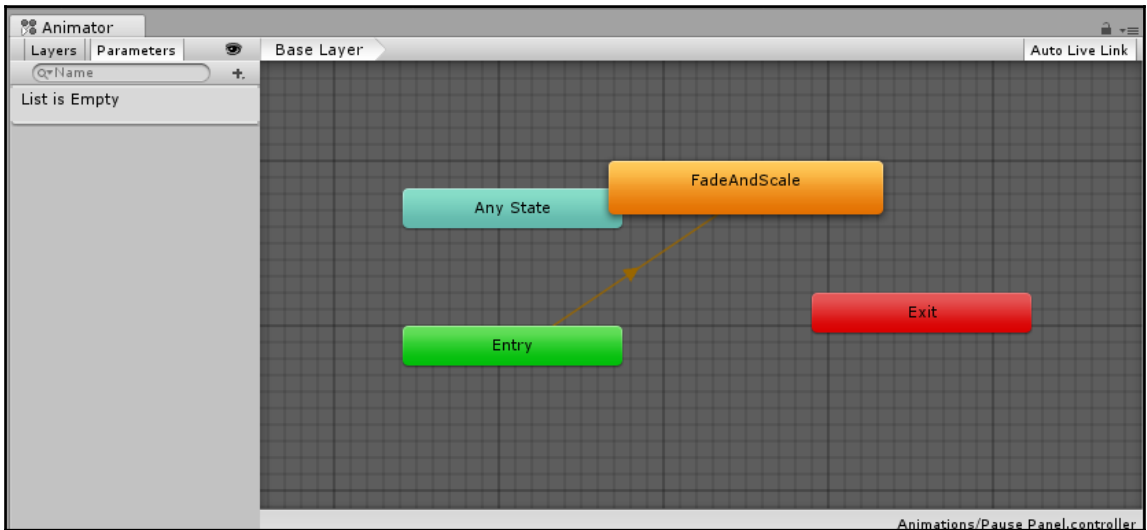 Animator
Layers Parameters Base Layer Auto Live Link
Name
List is Empty
FadeAndScale
Any State
Exit
Entry
Animations/Pause Panel.controller